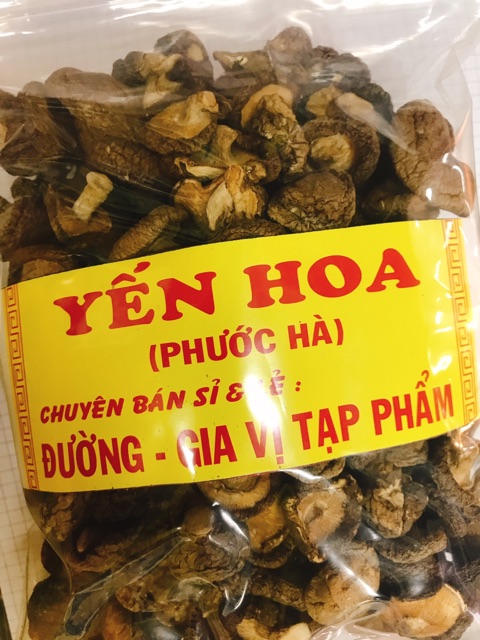 YẾN HOA
(PHƯỚC HÀ)
CHUYÊN BÁN SỈ & LẺ :
ĐƯỜNG - GIA VỊ TẠP PHẨM